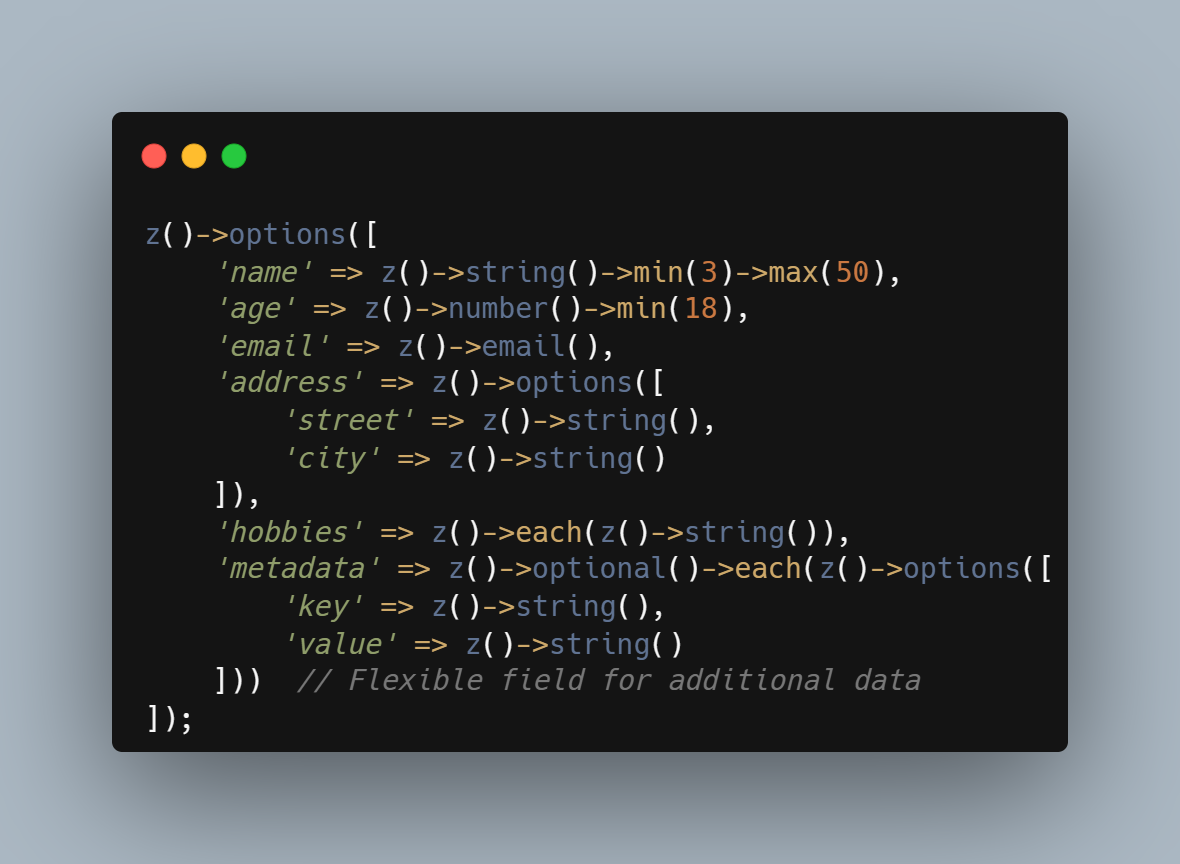 z()->options([
    'name' => z()->string()->min(3)->max(50),
    'age' => z()->number()->min(18),
    'email' => z()->email(),
    'address' => z()->options([
        'street' => z()->string(),
        'city' => z()->string()
    ]),
    'hobbies' => z()->each(z()->string()),
    'metadata' => z()->optional()->each(z()->options([
        'key' => z()->string(),
        'value' => z()->string()
    ]))  // Flexible field for additional data
]);